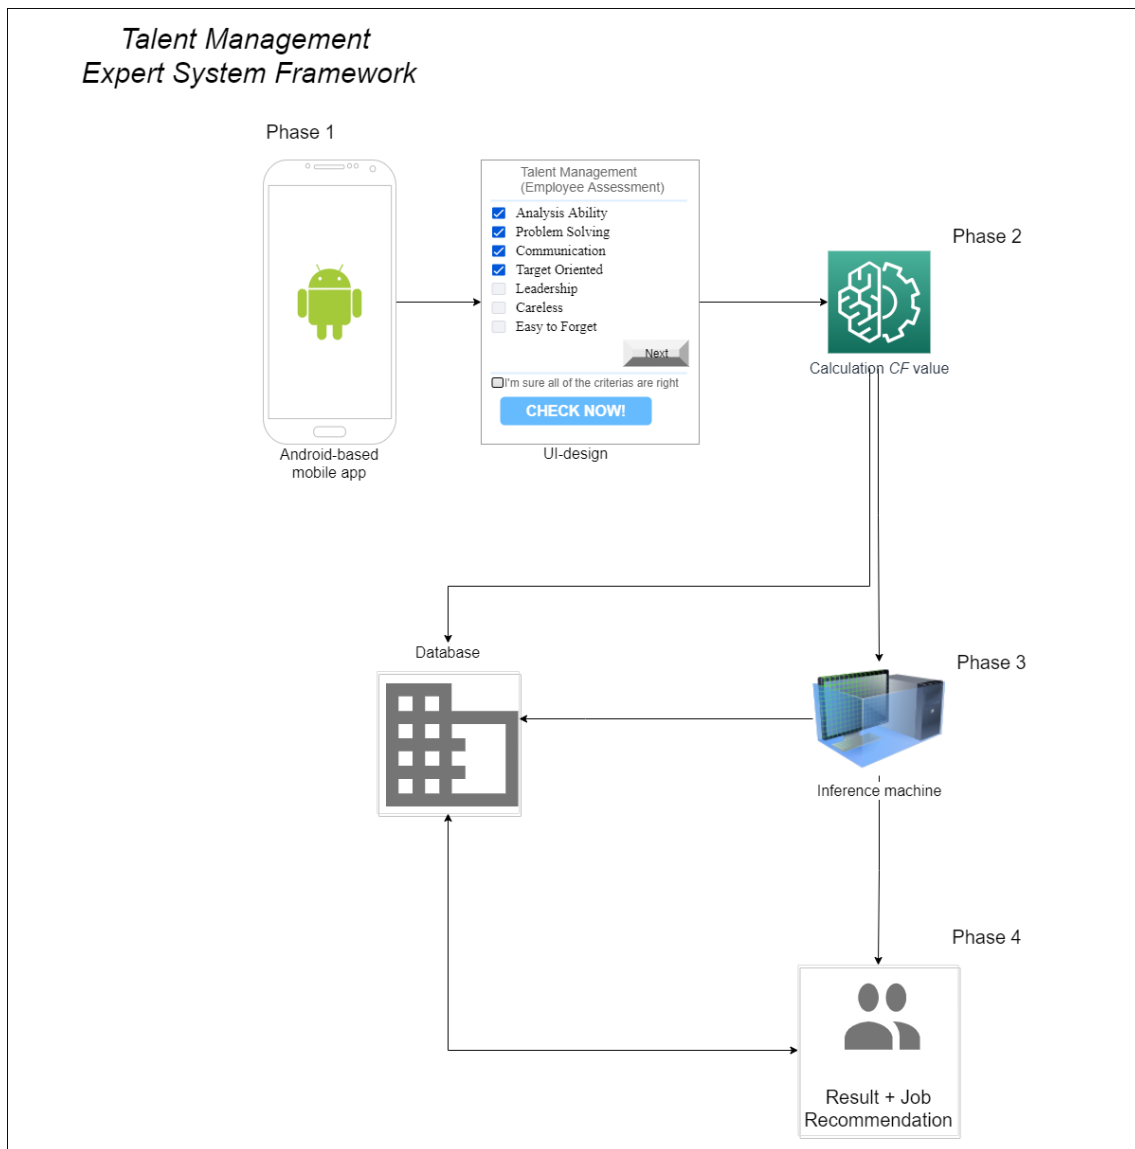 Talent Management
Expert System Framework
Phase 1
Talent Management
(Employee Assessment)
Analysis Ability
Problem Solving
Communication
Target Oriented
Leadership
Careless
Easy to Forget
Next
I'm sure all of the criterias are right
CHECK NOW!
Android-based
mobile app
UI-design
Phase 2
Calculation CF value
Database
Phase 3
Inference machine
Phase 4
Result + Job
Recommendation